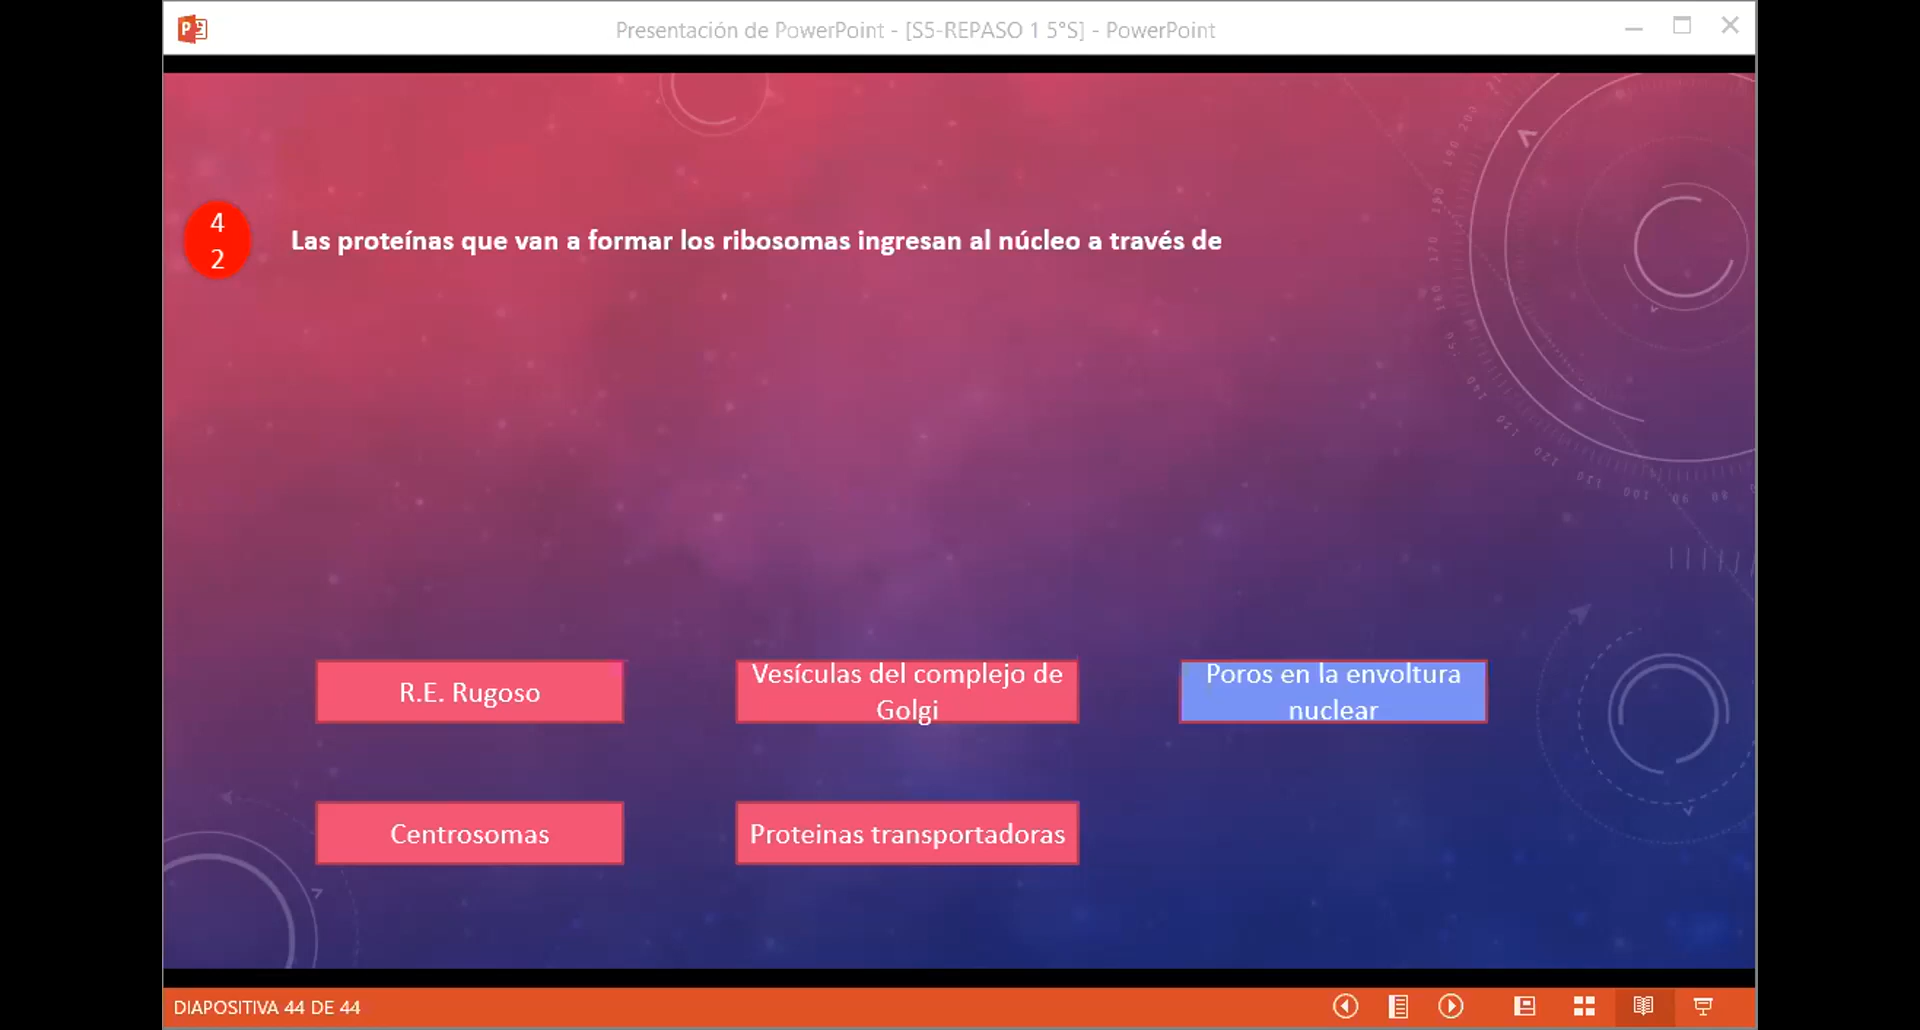 Presentación de PowerPoint - [S5-REPASO 1 5°S] - PowerPoint
4
2
Las proteínas que van a formar los ribosomas ingresan al núcleo a través de
R.E. Rugoso
Vesículas del complejo de
Golgi
Poros en la envoltura
nuclear
Centrosomas
Proteinas transportadoras
DIAPOSITIVA 44 DE 44